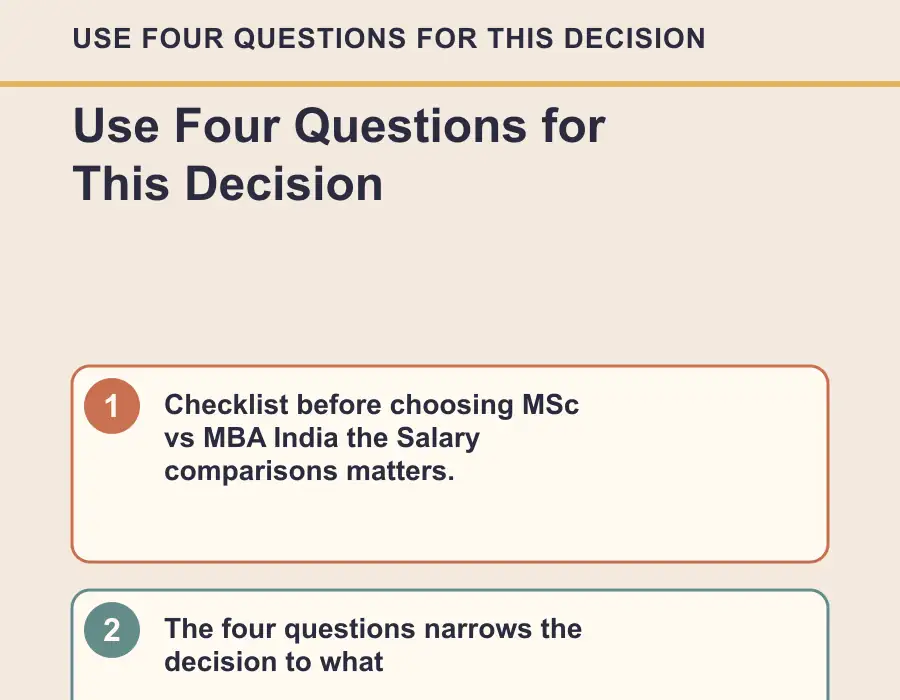 USE FOUR QUESTIONS FOR THIS DECISION
Use Four Questions for
This Decision
1
Checklist before choosing MSc
vs MBA India the Salary
comparisons matters.
2
The four questions narrows the
decision to what